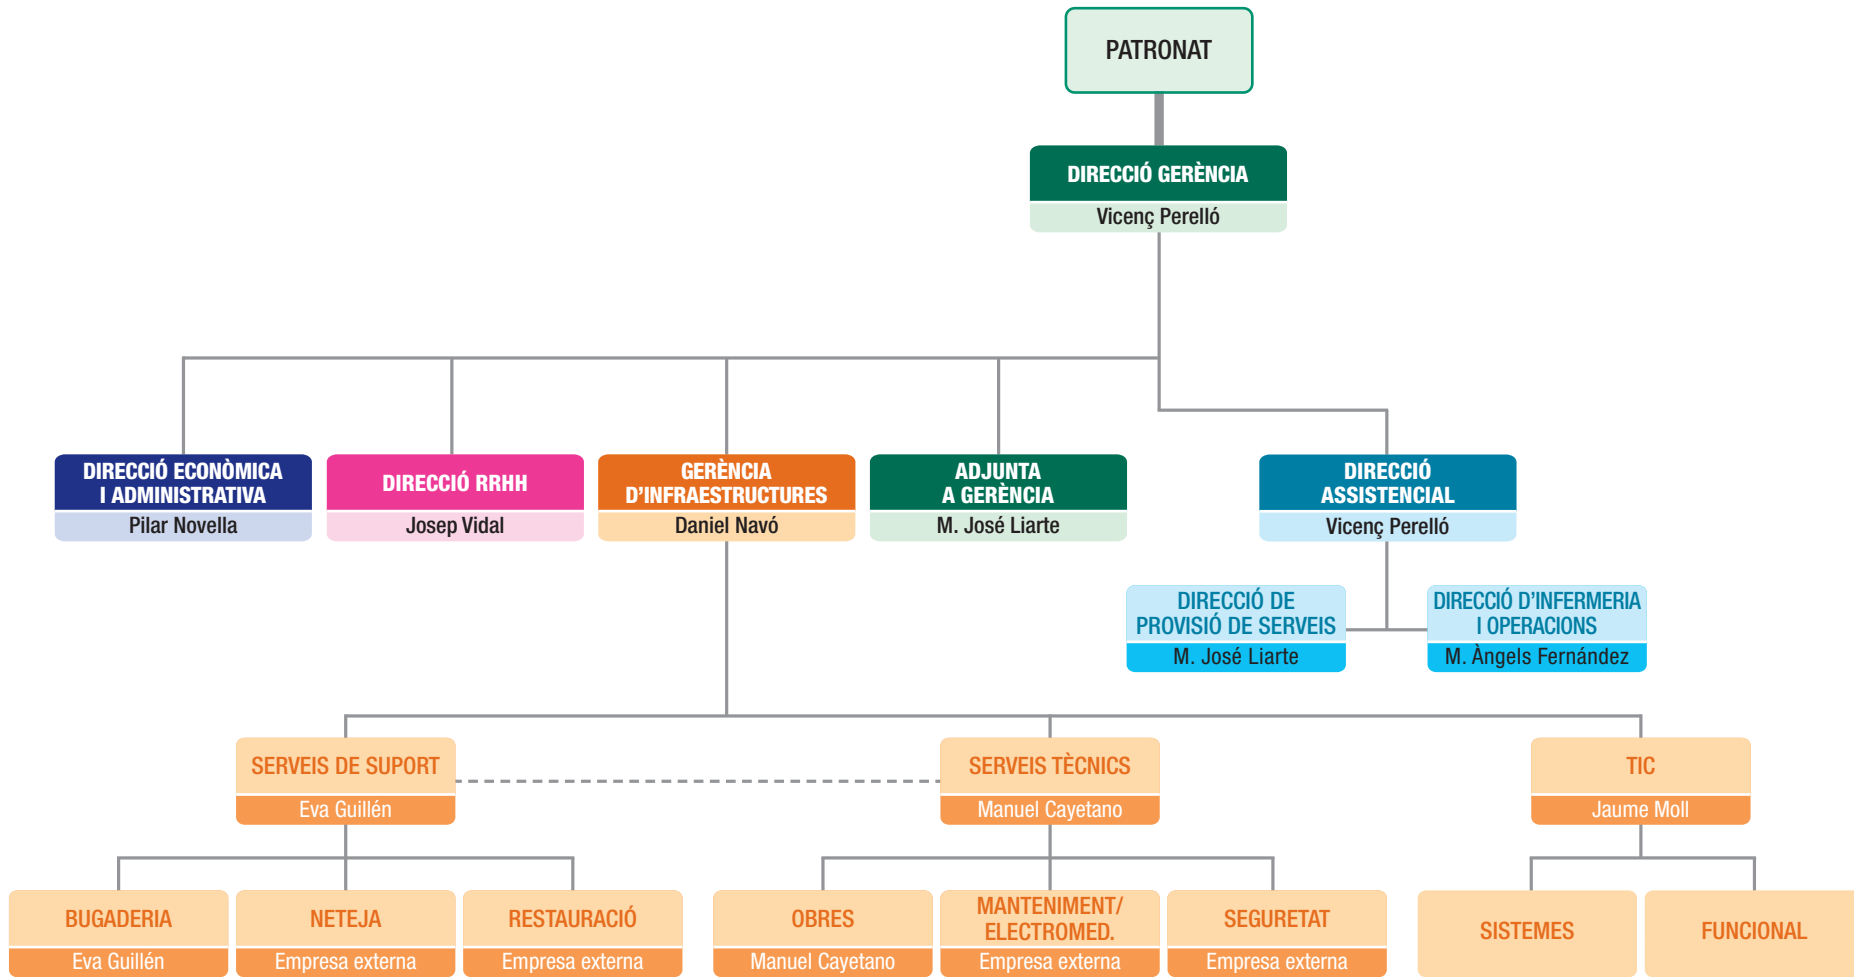 PATRONAT
DIRECCIÓ GERÈNCIA
Vicenç Perelló
DIRECCIÓ ECONÒMICA
I ADMINISTRATIVA
Pilar Novella
DIRECCIÓ RRHH
Josep Vidal
GERÈNCIA
D'INFRAESTRUCTURES
Daniel Navó
ADJUNTA
A GERÈNCIA
M. José Liarte
DIRECCIÓ
ASSISTENCIAL
Vicenç Perelló
DIRECCIÓ DE
PROVISIÓ DE SERVEIS
M. José Liarte
DIRECCIÓ D'INFERMERIA
I OPERACIONS
M. Àngels Fernández
SERVEIS DE SUPORT
Eva Guillén
SERVEIS TÈCNICS
Manuel Cayetano
TIC
Jaume Moll
BUGADERIA
Eva Guillén
NETEJA
Empresa externa
RESTAURACIÓ
Empresa externa
OBRES
Manuel Cayetano
MANTENIMENT/
ELECTROMED.
Empresa externa
SEGURETAT
Empresa externa
SISTEMES
FUNCIONAL